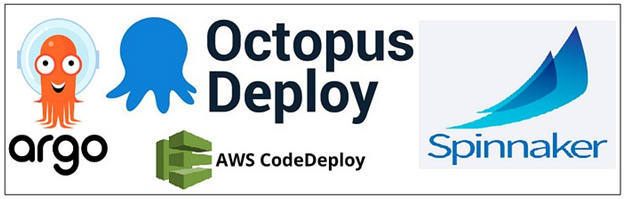 argo
Octopus
Deploy
AWS CodeDeploy
Spinnaker